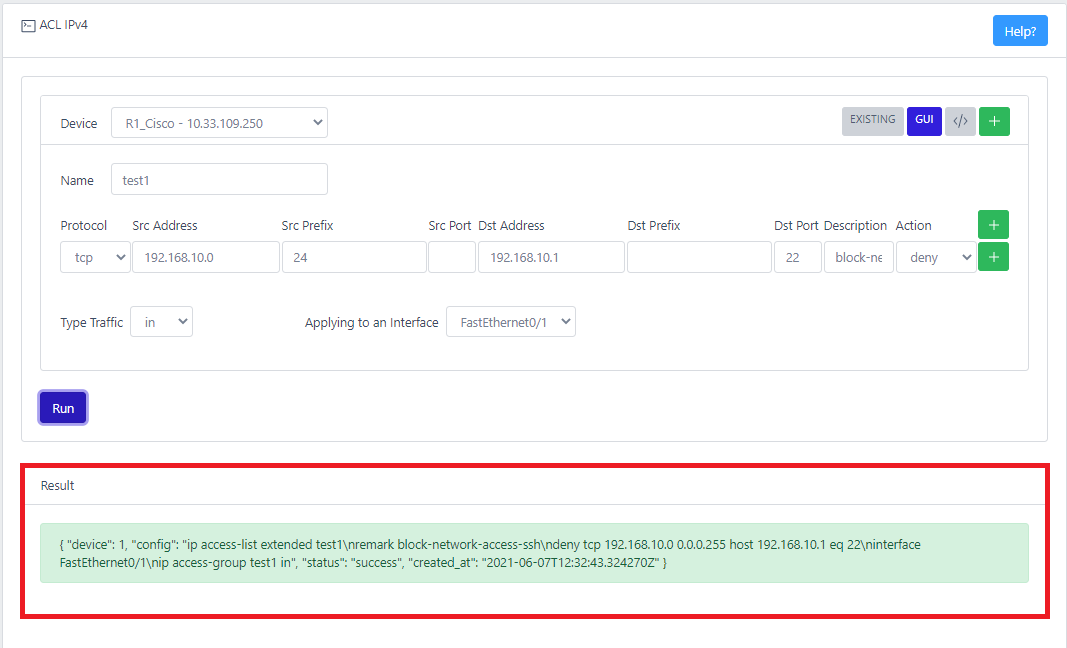 ACL IPv4
Help?
Device R1_Cisco - 10.33.109.250 EXISTING GUI </> +
Name test1
Protocol Src Address Src Prefix Src Port Dst Address Dst Prefix Dst Port Description Action +
tcp 192.168.10.0 24 192.168.10.1 22 block-ne deny +
Type Traffic in Applying to an Interface FastEthernet0/1
Run
Result
{ "device": 1, "config": "ip access-list extended test1\nremark block-network-access-ssh\ndeny tcp 192.168.10.0 0.0.0.255 host 192.168.10.1 eq 22\ninterface
FastEthernet0/1\nip access-group test1 in", "status": "success", "created_at": "2021-06-07T12:32:43.324270Z" }